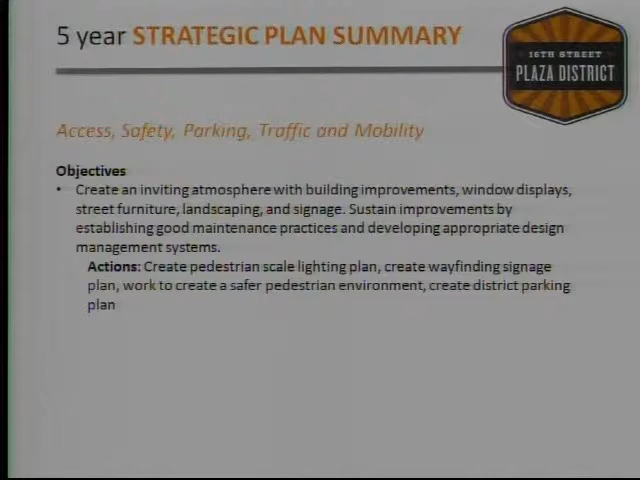 5 year STRATEGIC PLAN SUMMARY
16TH STREET
PLAZA DISTRICT
Access, Safety, Parking, Traffic and Mobility
Objectives
• Create an inviting atmosphere with building improvements, window displays,
street furniture, landscaping, and signage. Sustain improvements by
establishing good maintenance practices and developing appropriate design
management systems.
Actions: Create pedestrian scale lighting plan, create wayfinding signage
plan, work to create a safer pedestrian environment, create district parking
plan